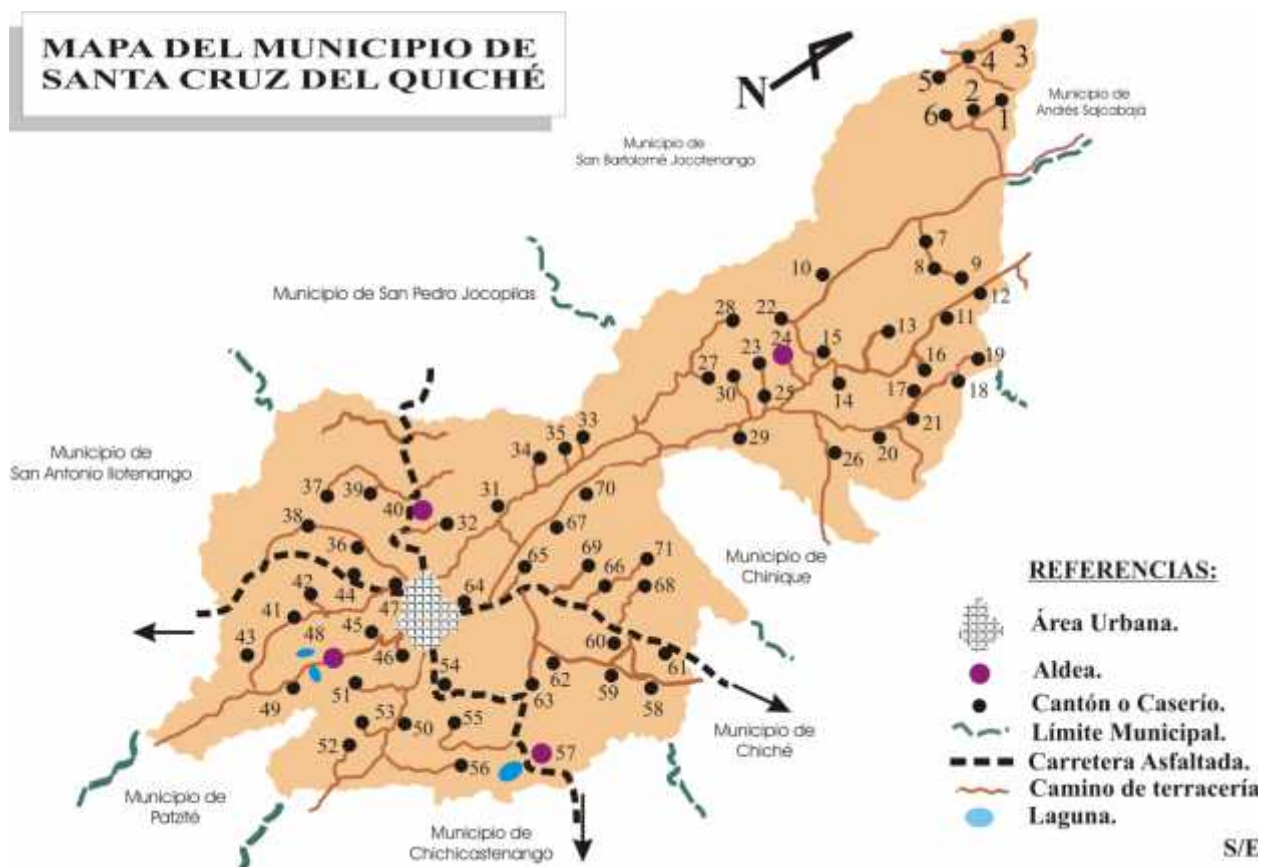 MAPA DEL MUNICIPIO DE
SANTA CRUZ DEL QUICHÉ
N
3
4
5
2
6
1
Municipio de
Andrés Sajcabajá
Municipio de
San Bartolomé Jocotenango
7
8
9
10
12
Municipio de San Pedro Jocopilas
28
22
11
13
24
15
23
19
27
16
30
17
18
14
25
21
33
29
20
35
26
34
Municipio de
San Antonio Ilotenango
37
39
70
31
40
38
32
67
36
65
69
71
Municipio de
Chinique
42
44
66
68
64
47
41
48
45
43
60
46
54
61
62
51
63
59
58
49
53
50
55
52
57
56
Municipio de
Chiché
Municipio de
Patzité
Municipio de
Chichicastenango
REFERENCIAS:
Área Urbana.
Aldea.
Cantón o Caserío.
Límite Municipal.
Carretera Asfaltada.
Camino de terracería
Laguna.
S/E